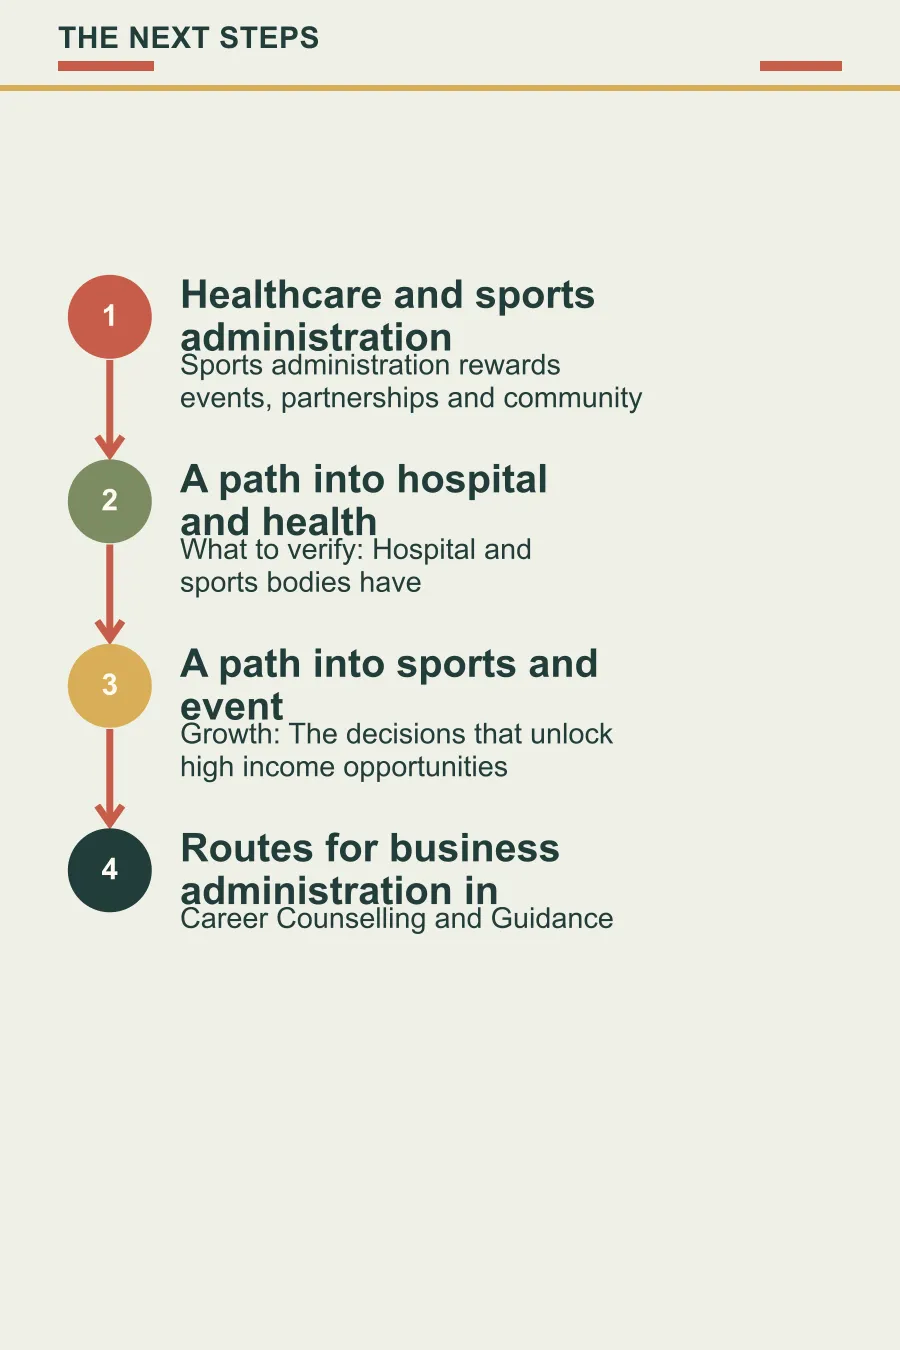 THE NEXT STEPS
1
Healthcare and sports
administration
Sports administration rewards
events, partnerships and community
2
A path into hospital
and health
What to verify: Hospital and
sports bodies have
3
A path into sports and
event
Growth: The decisions that unlock
high income opportunities
4
Routes for business
administration in
Career Counselling and Guidance